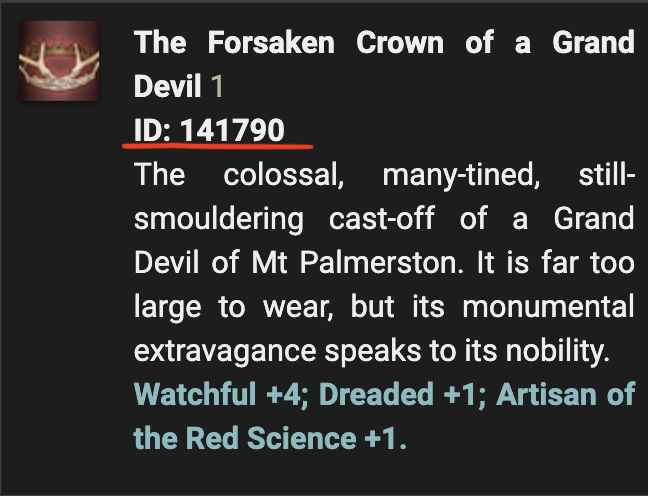 The Forsaken Crown of a Grand
Devil 1
ID: 141790
The colossal, many-tined, still-
smouldering cast-off of a Grand
Devil of Mt Palmerston. It is far too
large to wear, but its monumental
extravagance speaks to its nobility.
Watchful +4; Dreaded +1; Artisan of
the Red Science +1.